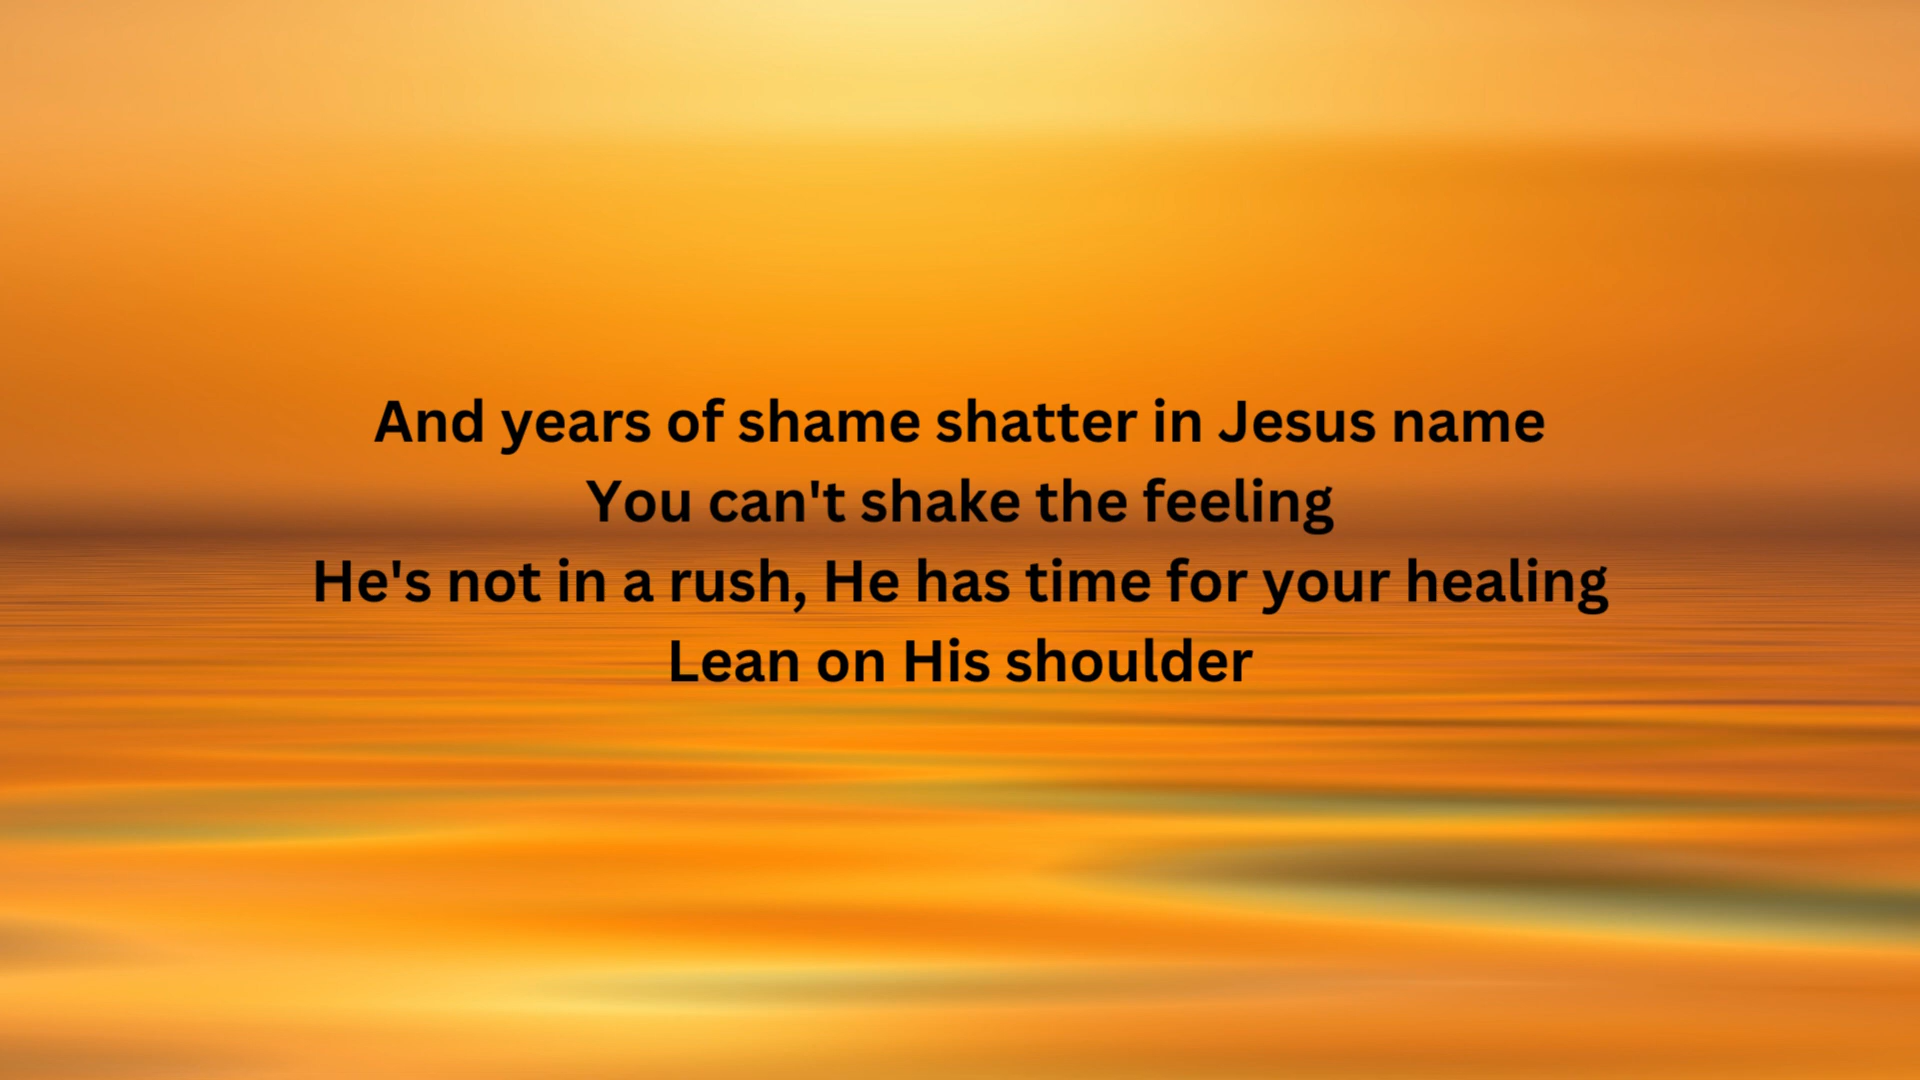 And years of shame shatter in Jesus name
You can't shake the feeling
He's not in a rush, He has time for your healing
Lean on His shoulder